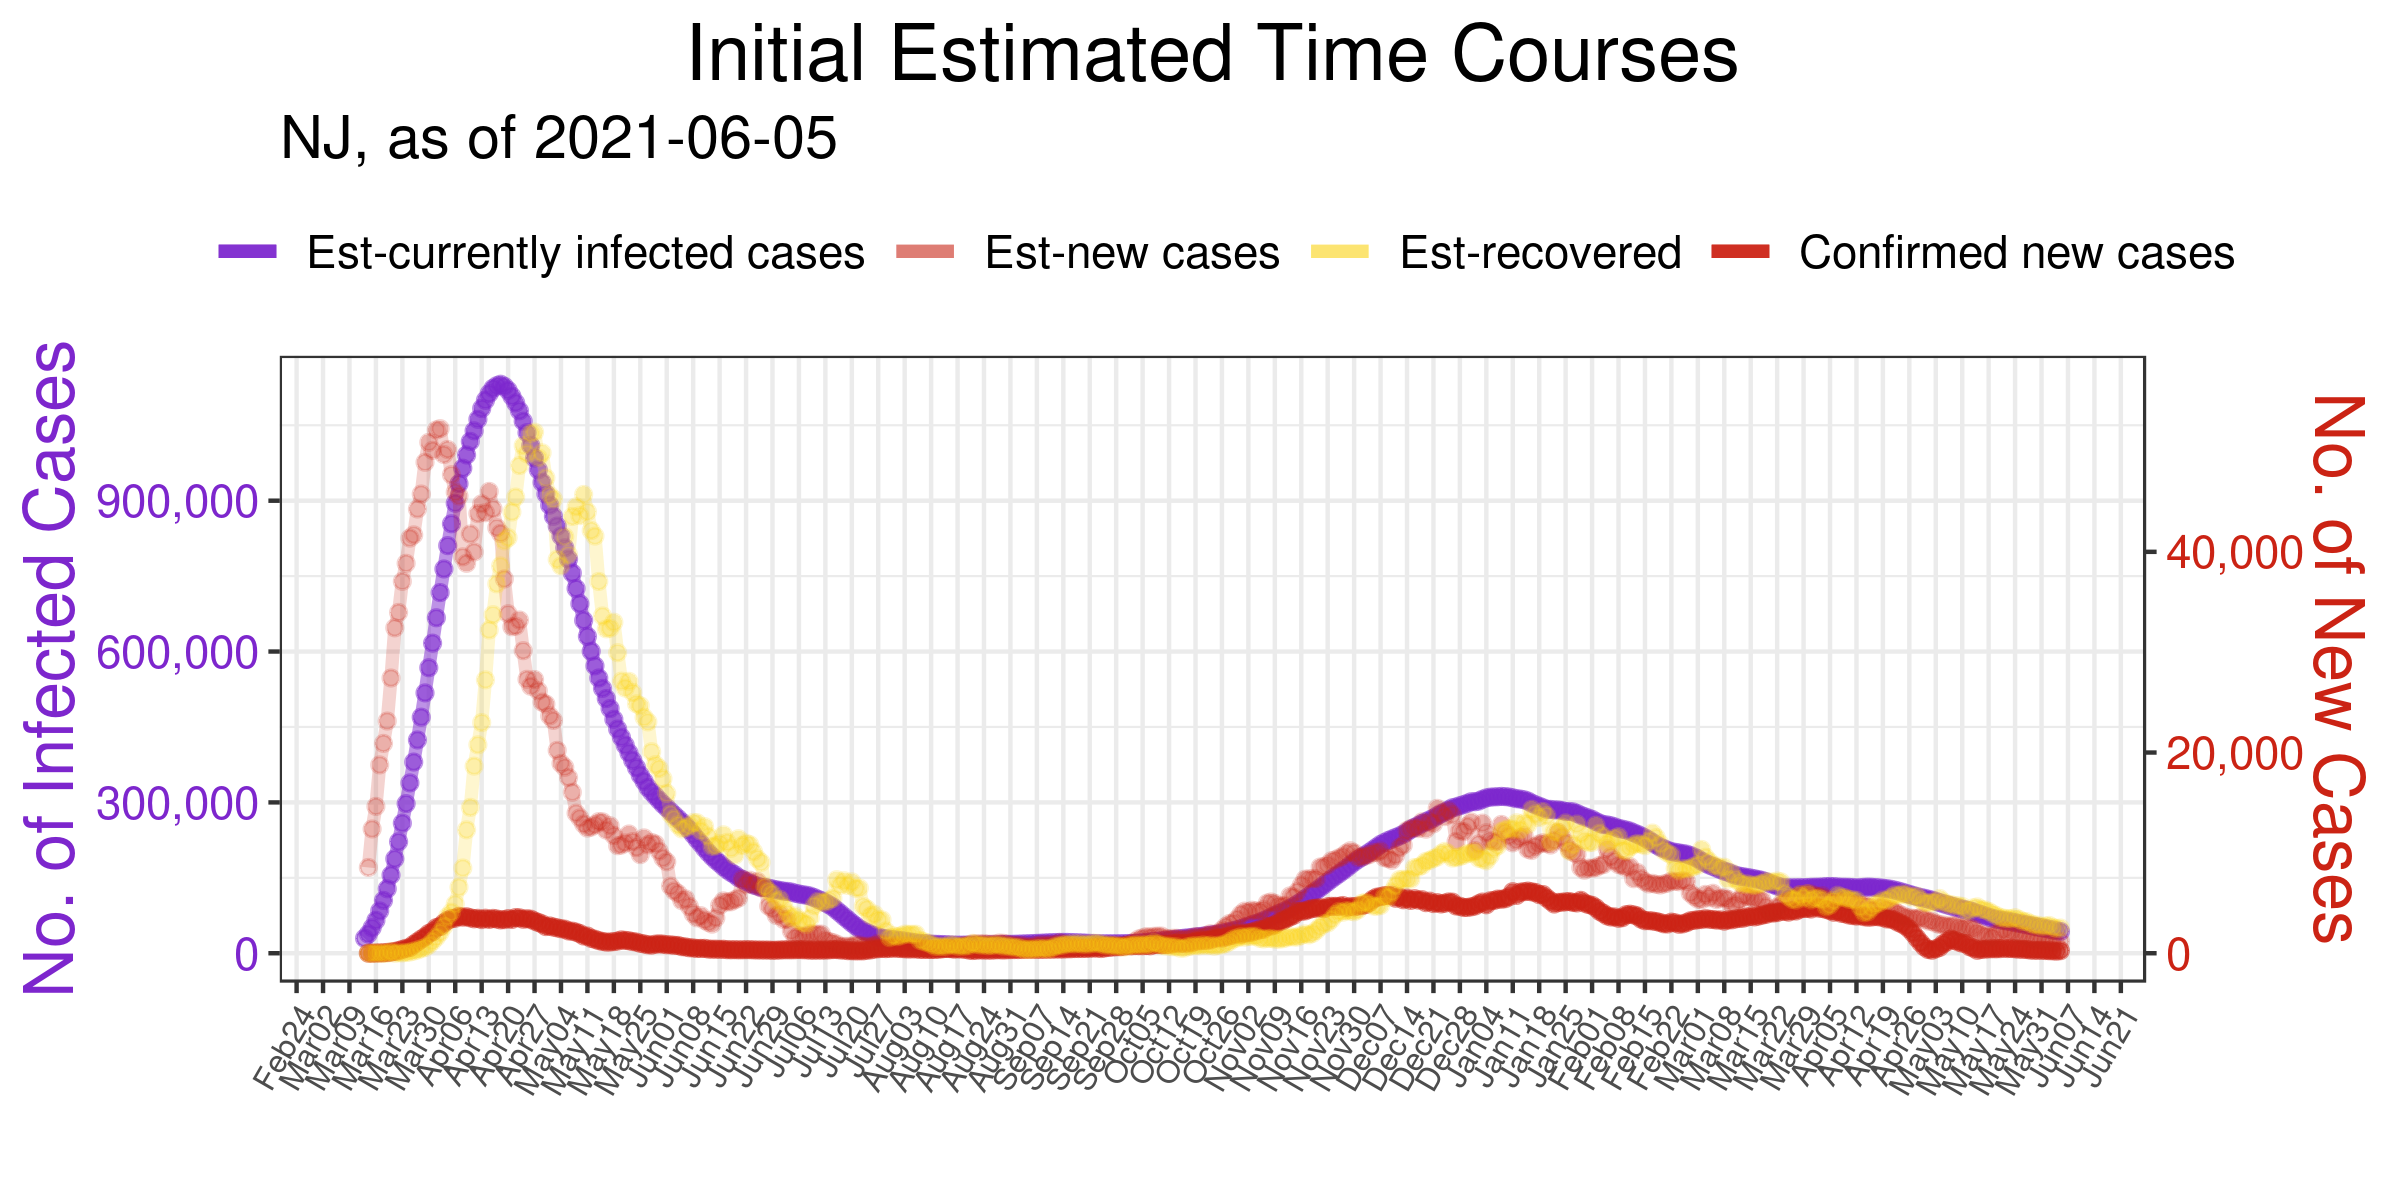 Initial Estimated Time Courses
NJ, as of 2021-06-05
Est-currently infected cases Est-new cases Est-recovered Confirmed new cases
No. of Infected Cases
900,000
600,000
300,000
0
40,000
20,000
0
No. of New Cases
Feb24 Mar02 Mar09 Mar16 Mar23 Mar30 Apr06 Apr13 Apr20 Apr27 May04 May11 May18 May25 Jun01 Jun08 Jun15 Jun22 Jun29 Jul06 Jul13 Jul20 Jul27 Aug03 Aug10 Aug17 Aug24 Aug31 Sep07 Sep14 Sep21 Sep28 Oct05 Oct12 Oct19 Oct26 Nov02 Nov09 Nov16 Nov23 Nov30 Dec07 Dec14 Dec21 Dec28 Jan04 Jan11 Jan18 Jan25 Feb01 Feb08 Feb15 Feb22 Mar01 Mar08 Mar15 Mar22 Mar29 Apr05 Apr12 Apr19 Apr26 May03 May10 May17 May24 May31 Jun07 Jun14 Jun21